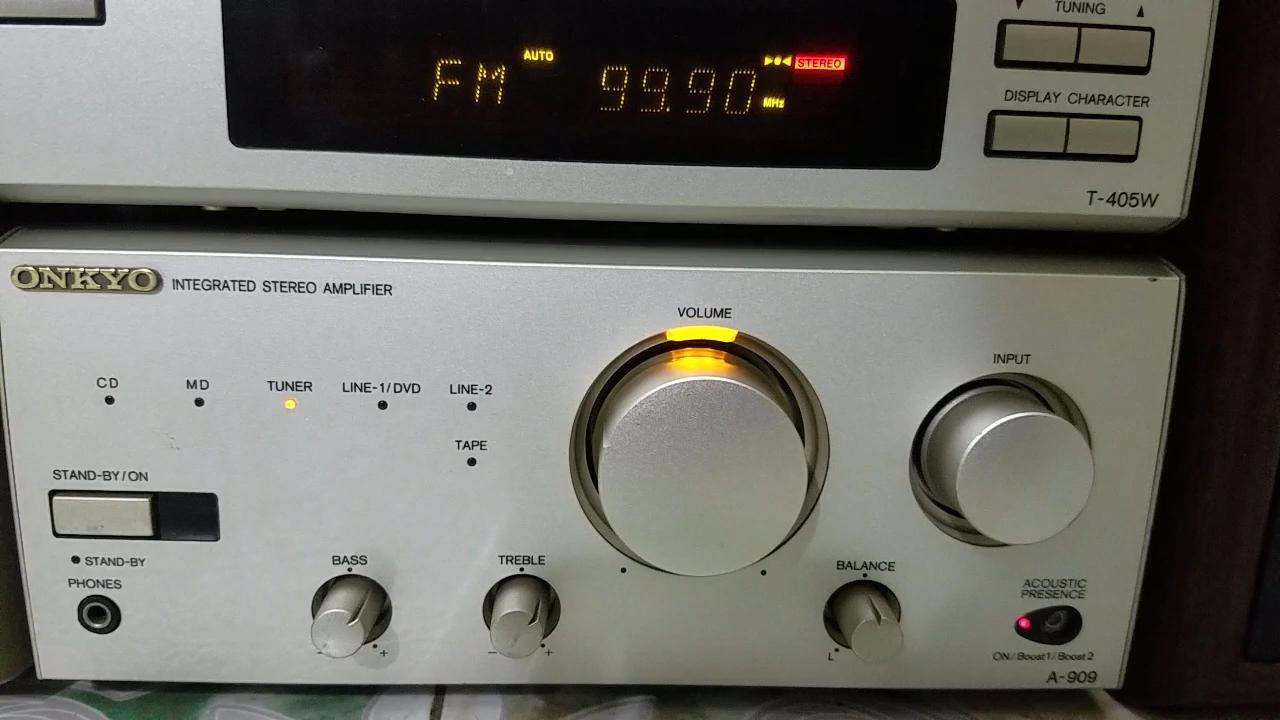 TUNING
AUTO
FM 99.90 MHz
STEREO
DISPLAY CHARACTER
T-405W
ONKYO INTEGRATED STEREO AMPLIFIER
VOLUME
INPUT
CD MD TUNER LINE-1/DVD LINE-2
TAPE
STAND-BY/ON
STAND-BY
PHONES
BASS
- +
TREBLE
- +
BALANCE
L
ACOUSTIC
PRESENCE
ON/Boost1/Boost2
A-909